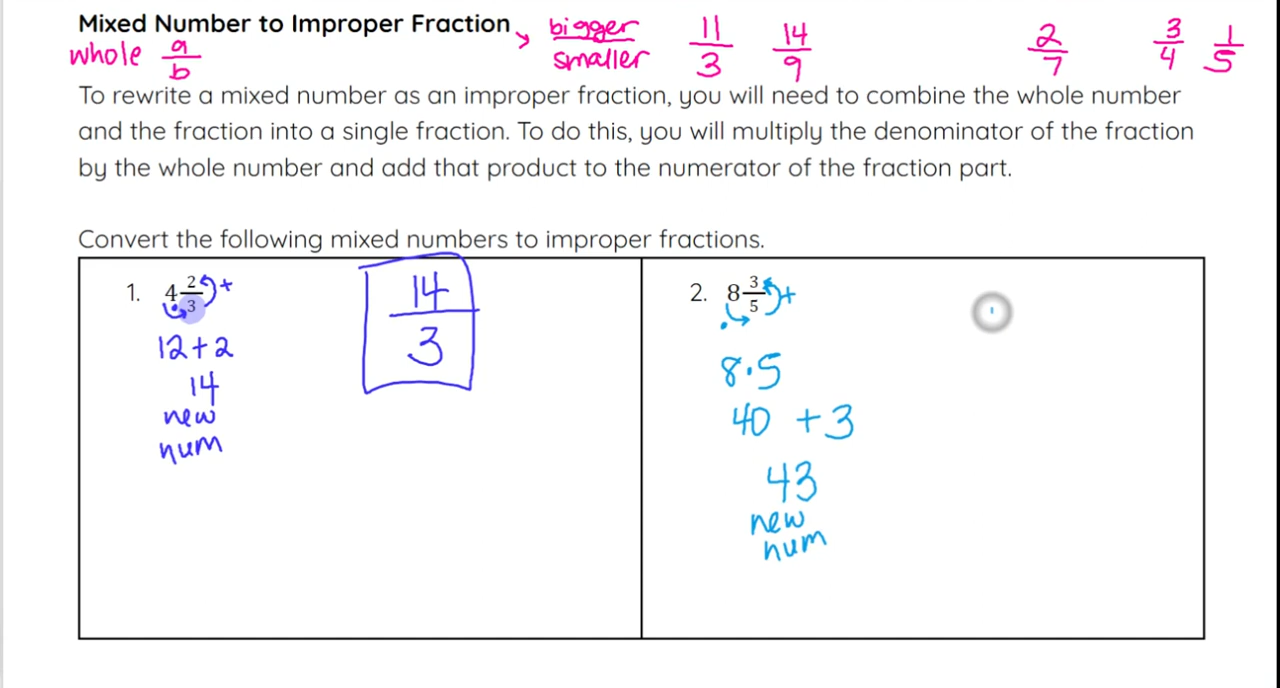 Mixed Number to Improper Fraction → bigger/smaller 11/3 14/9 2/7 3/4 1/5
whole a/b
To rewrite a mixed number as an improper fraction, you will need to combine the whole number
and the fraction into a single fraction. To do this, you will multiply the denominator of the fraction
by the whole number and add that product to the numerator of the fraction part.
Convert the following mixed numbers to improper fractions.
1. 4 2/3 +
12+2
14
new
num
14/3
2. 8 3/5 +
8·5
40 +3
43
new
num